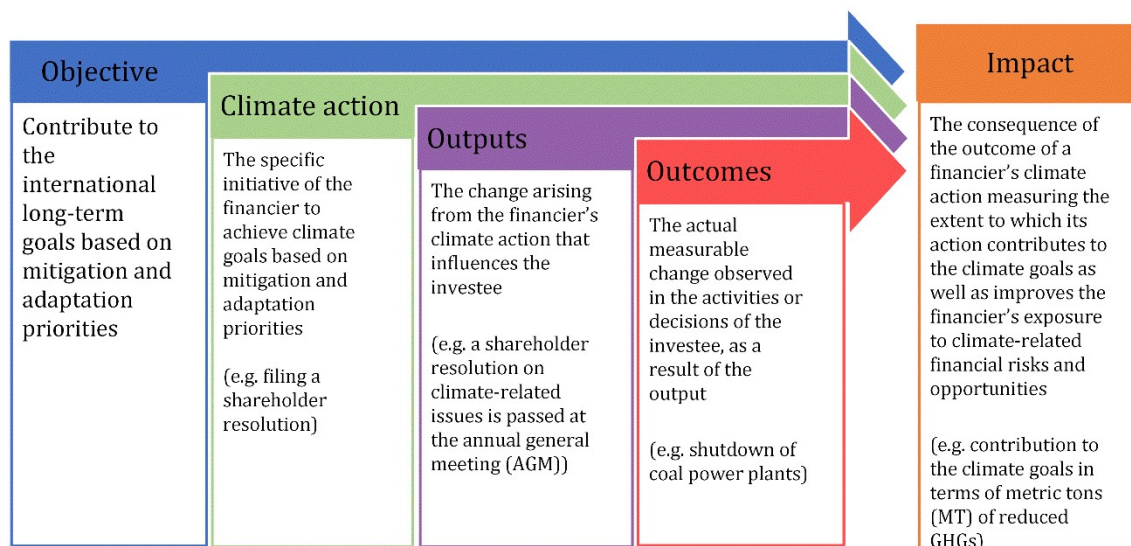 Objective
Contribute to
the
international
long-term
goals based on
mitigation and
adaptation
priorities
Climate action
The specific
initiative of the
financier to
achieve climate
goals based on
mitigation and
adaptation
priorities
(e.g. filing a
shareholder
resolution)
Outputs
The change arising
from the financier’s
climate action that
influences the
investee
(e.g. a shareholder
resolution on
climate-related
issues is passed at
the annual general
meeting (AGM))
Outcomes
The actual
measurable
change observed
in the activities or
decisions of the
investee, as a
result of the
output
(e.g. shutdown of
coal power plants)
Impact
The consequence of
the outcome of a
financier’s climate
action measuring the
extent to which its
action contributes to
the climate goals as
well as improves the
financier’s exposure
to climate-related
financial risks and
opportunities
(e.g. contribution to
the climate goals in
terms of metric tons
(MT) of reduced
GHGs)